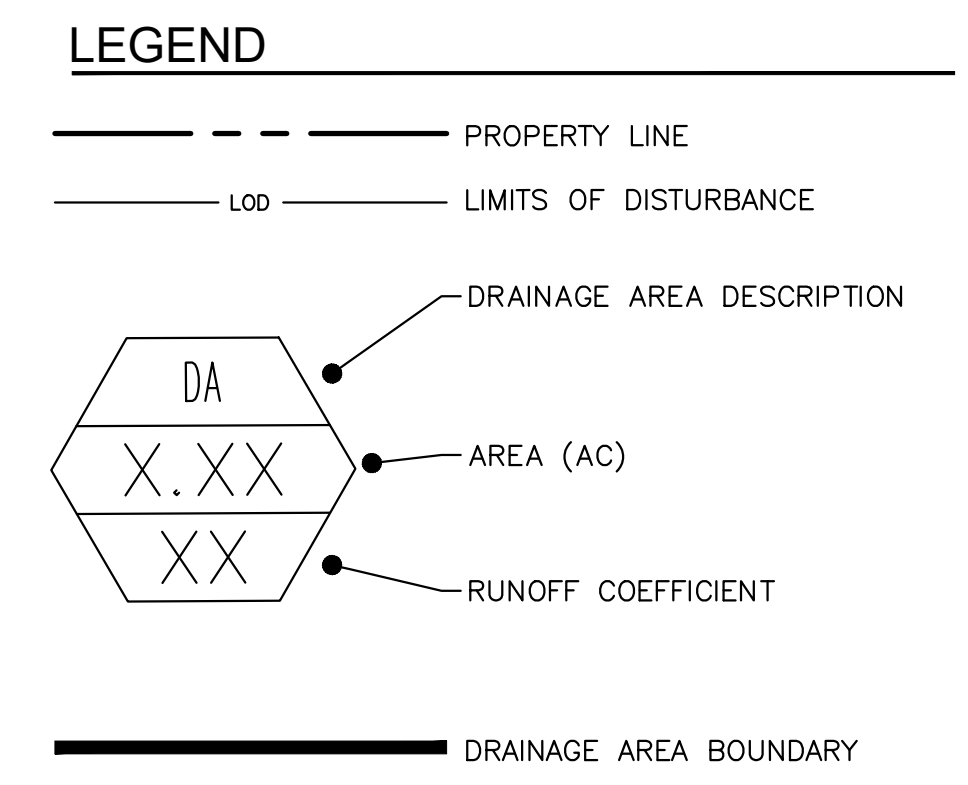 LEGEND
PROPERTY LINE
LOD LIMITS OF DISTURBANCE
DRAINAGE AREA DESCRIPTION
DA
X.XX AREA (AC)
XX
RUNOFF COEFFICIENT
DRAINAGE AREA BOUNDARY